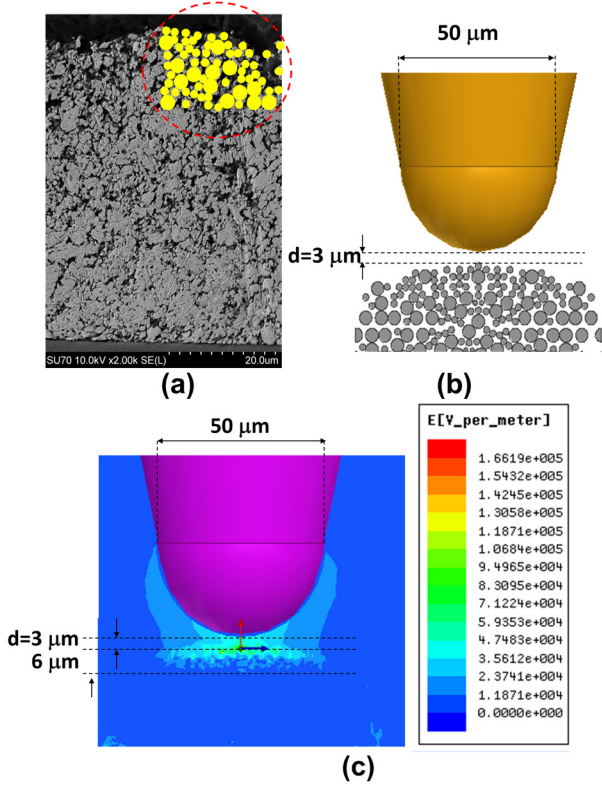 50 μm
d=3 μm
SU70 10.0kV x2.00k SE(L)
20.0um
(a)
(b)
50 μm
d=3 μm
6 μm
E[V_per_meter]
1.6619e+005
1.5432e+005
1.4245e+005
1.3058e+005
1.1871e+005
1.0684e+005
9.4965e+004
8.3095e+004
7.1224e+004
5.9353e+004
4.7483e+004
3.5612e+004
2.3741e+004
1.1871e+004
0.0000e+000
(c)